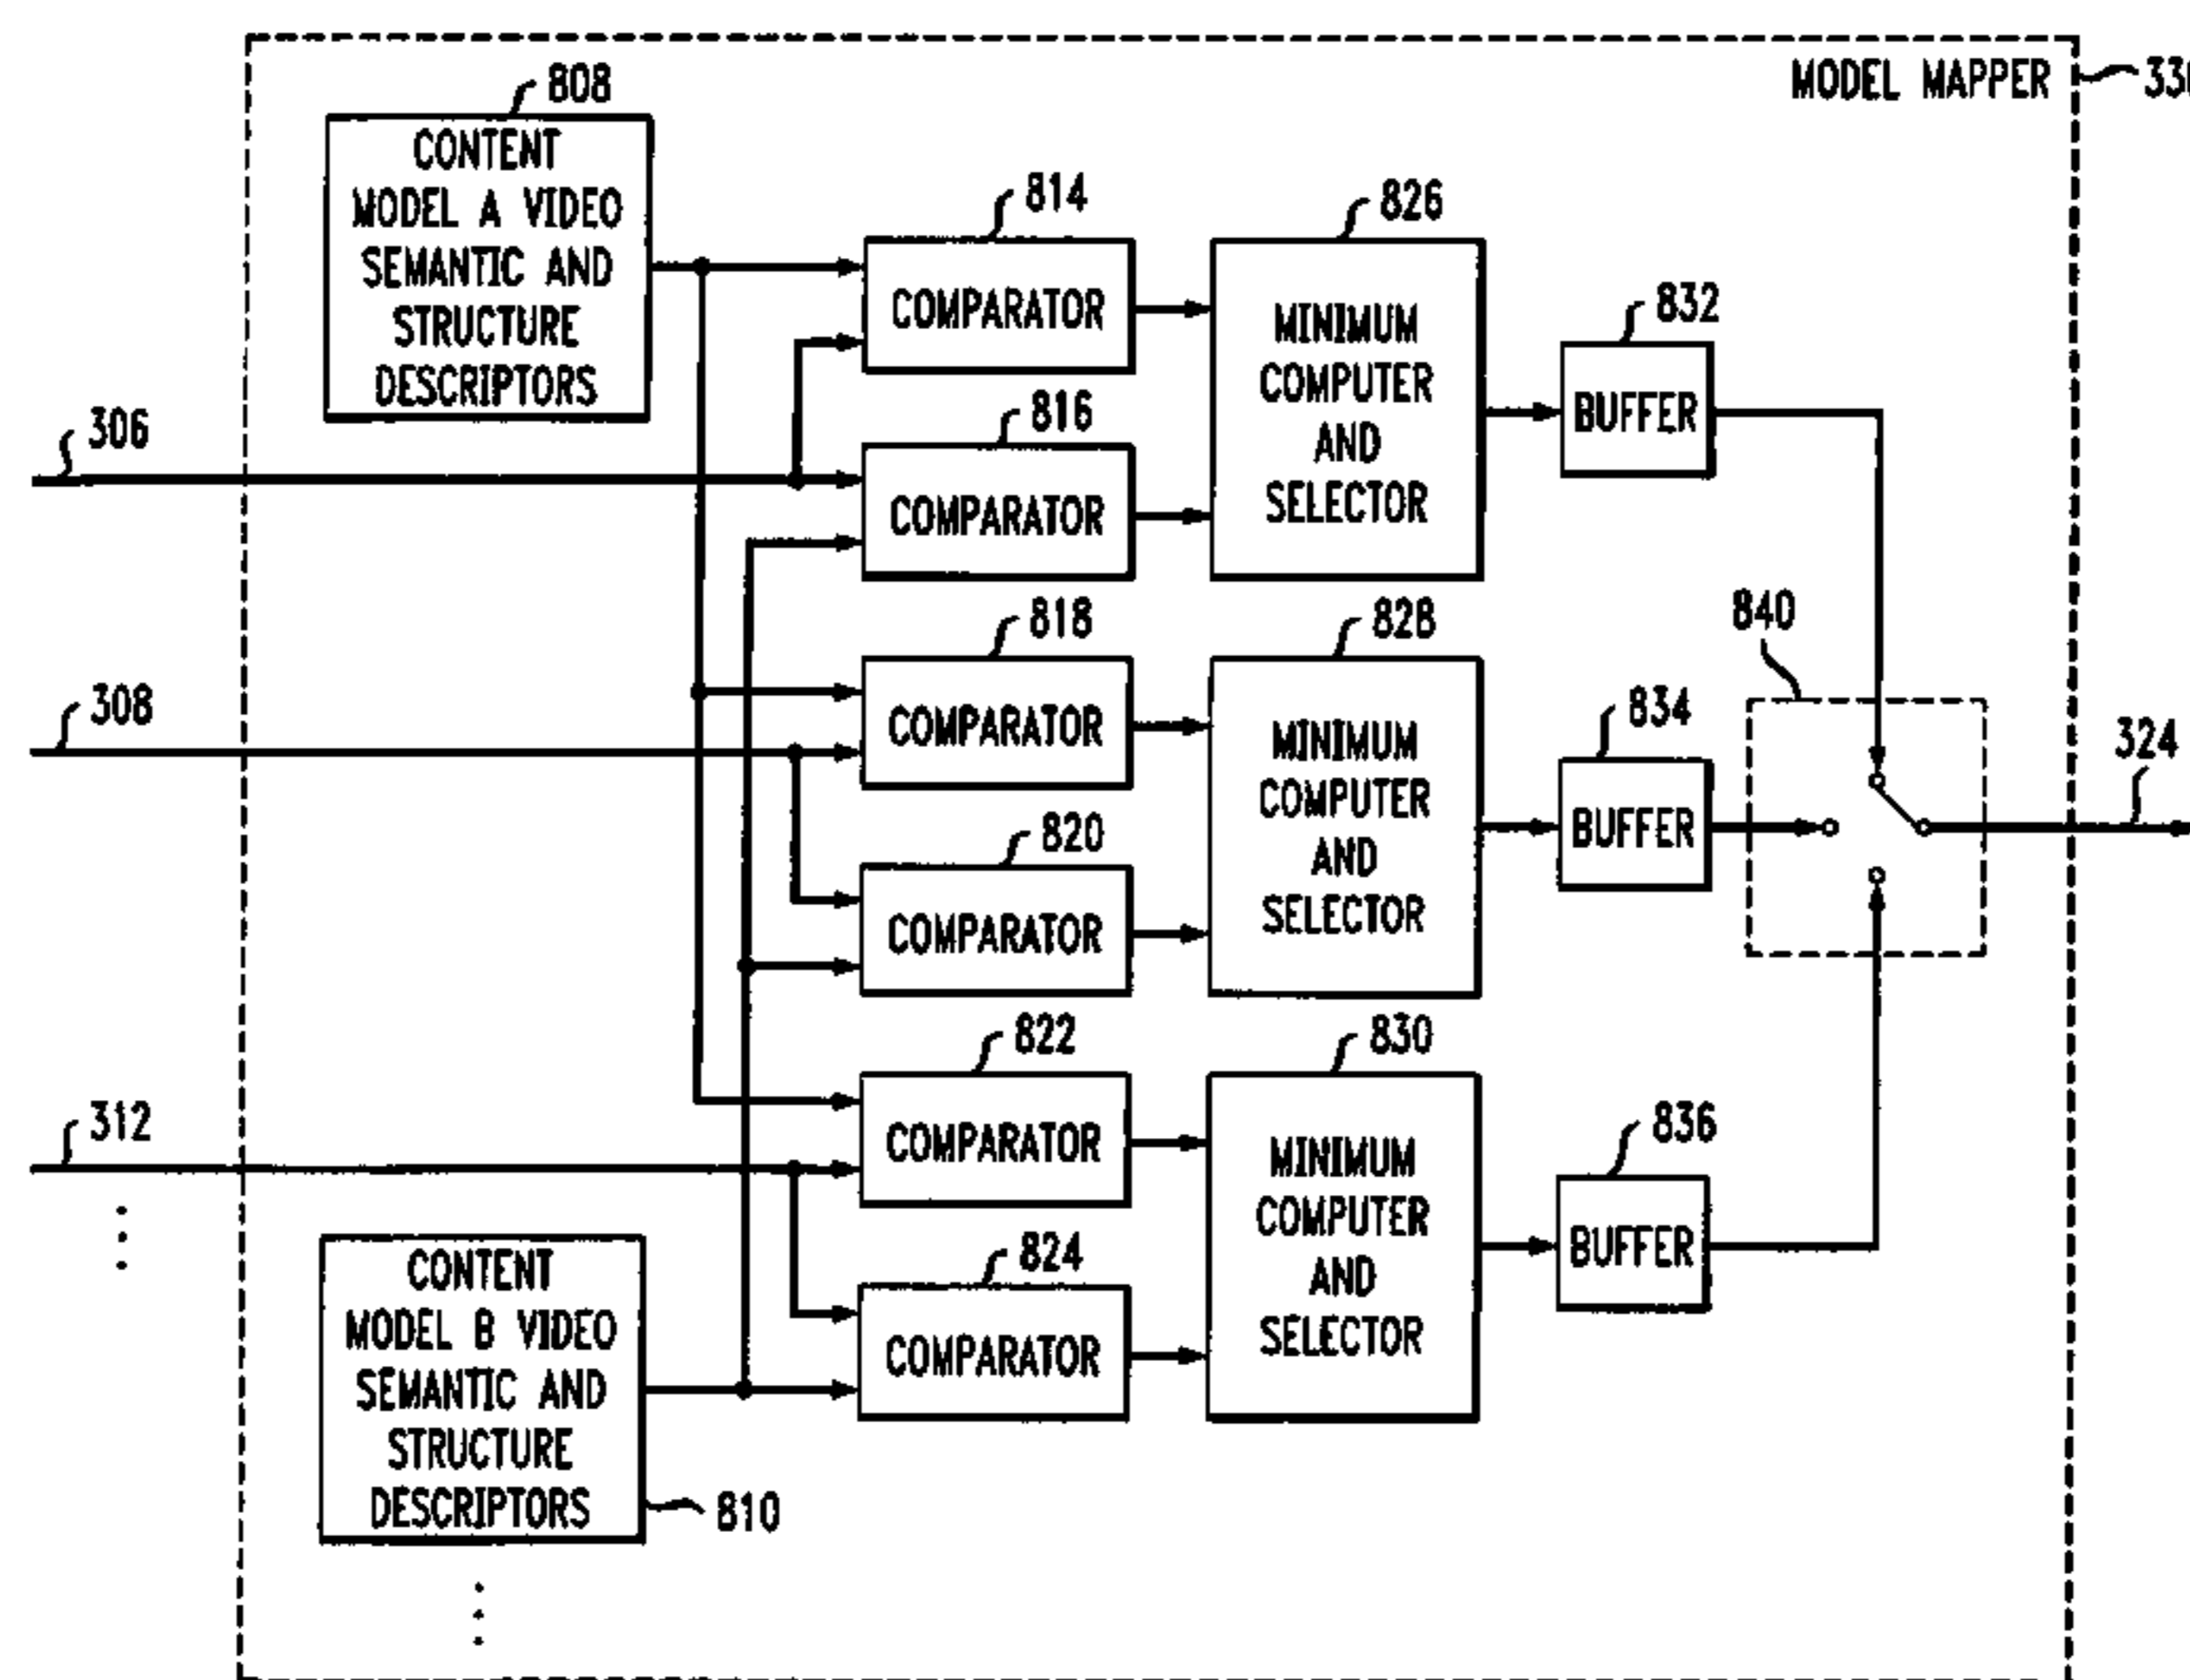 MODEL MAPPER
808
CONTENT
MODEL A VIDEO
SEMANTIC AND
STRUCTURE
DESCRIPTORS
814
COMPARATOR
826
MINIMUM
COMPUTER
AND
SELECTOR
832
BUFFER
306
816
COMPARATOR
308
818
COMPARATOR
828
MINIMUM
COMPUTER
AND
SELECTOR
834
BUFFER
840
324
820
COMPARATOR
312
822
COMPARATOR
830
MINIMUM
COMPUTER
AND
SELECTOR
836
BUFFER
824
COMPARATOR
CONTENT
MODEL B VIDEO
SEMANTIC AND
STRUCTURE
DESCRIPTORS
810